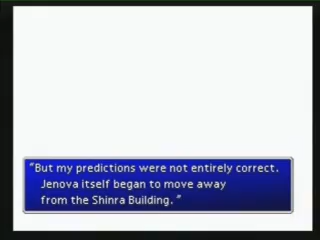 “But my predictions were not entirely correct.
Jenova itself began to move away
from the Shinra Building. ”